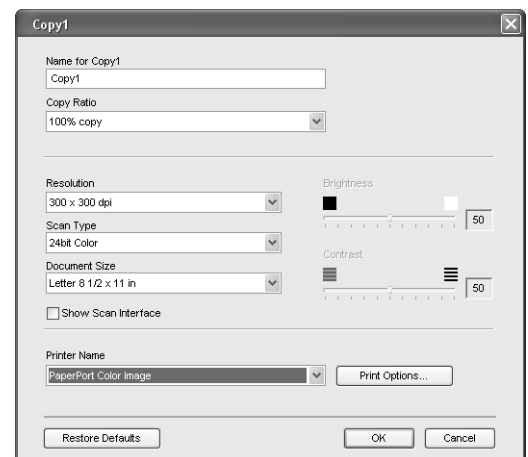 Copy1
Name for Copy1
Copy1
Copy Ratio
100% copy
Resolution
300 x 300 dpi
Scan Type
24bit Color
Document Size
Letter 8 1/2 x 11 in
Show Scan Interface
Brightness
50
Contrast
50
Printer Name
PaperPort Color Image
Print Options...
Restore Defaults
OK
Cancel